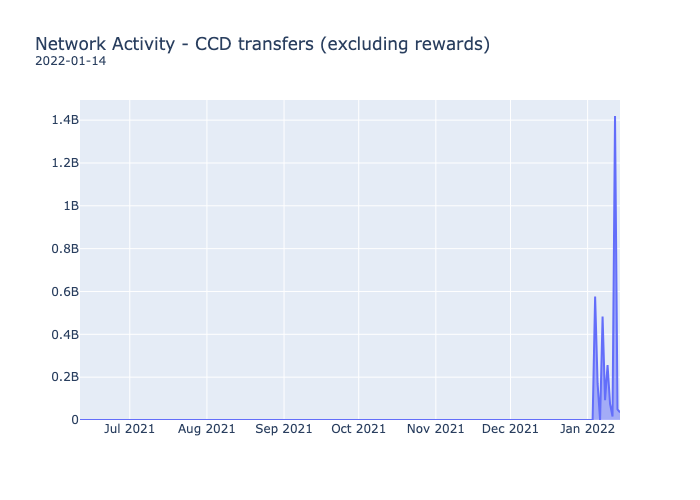 Network Activity - CCD transfers (excluding rewards)
2022-01-14
1.4B
1.2B
1B
0.8B
0.6B
0.4B
0.2B
0
Jul 2021 Aug 2021 Sep 2021 Oct 2021 Nov 2021 Dec 2021 Jan 2022